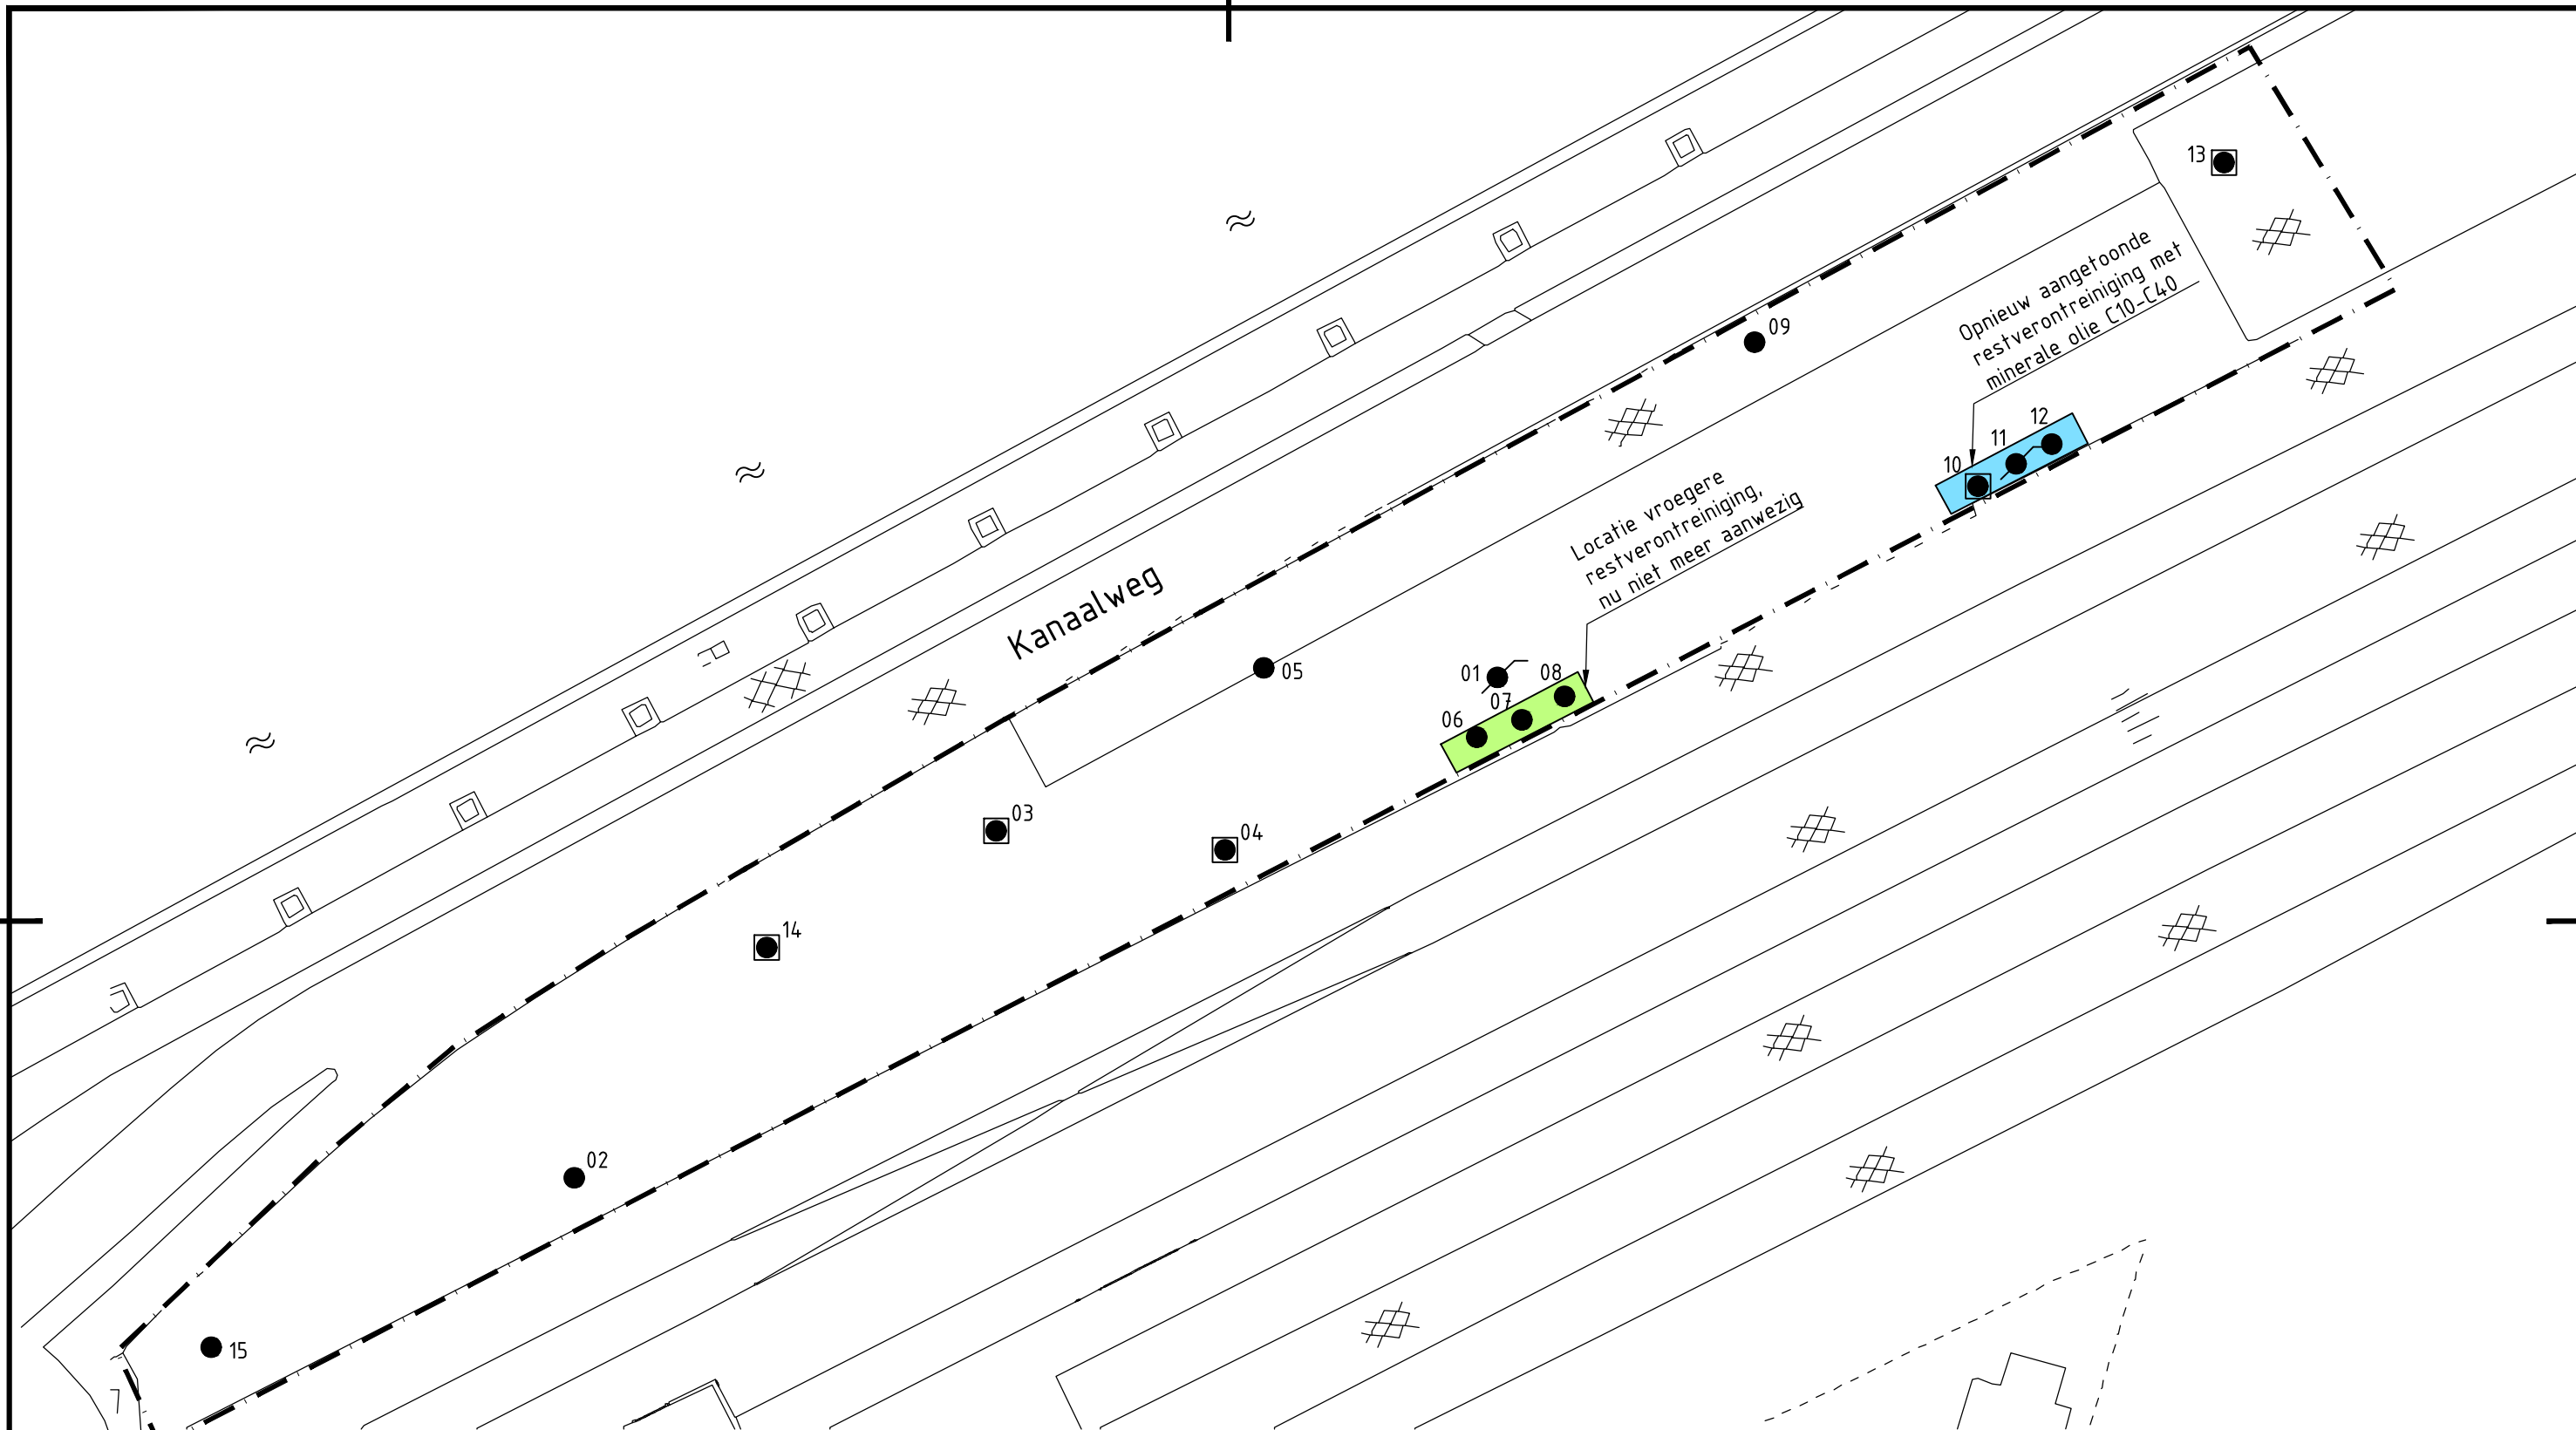 13
Opnieuw aangetoonde
restverontreiniging met
minerale olie C10-C40
09
12
11
10
Locatie vroegere
restverontreiniging,
nu niet meer aanwezig
Kanaalweg
05
01
08
07
06
03
04
14
02
15